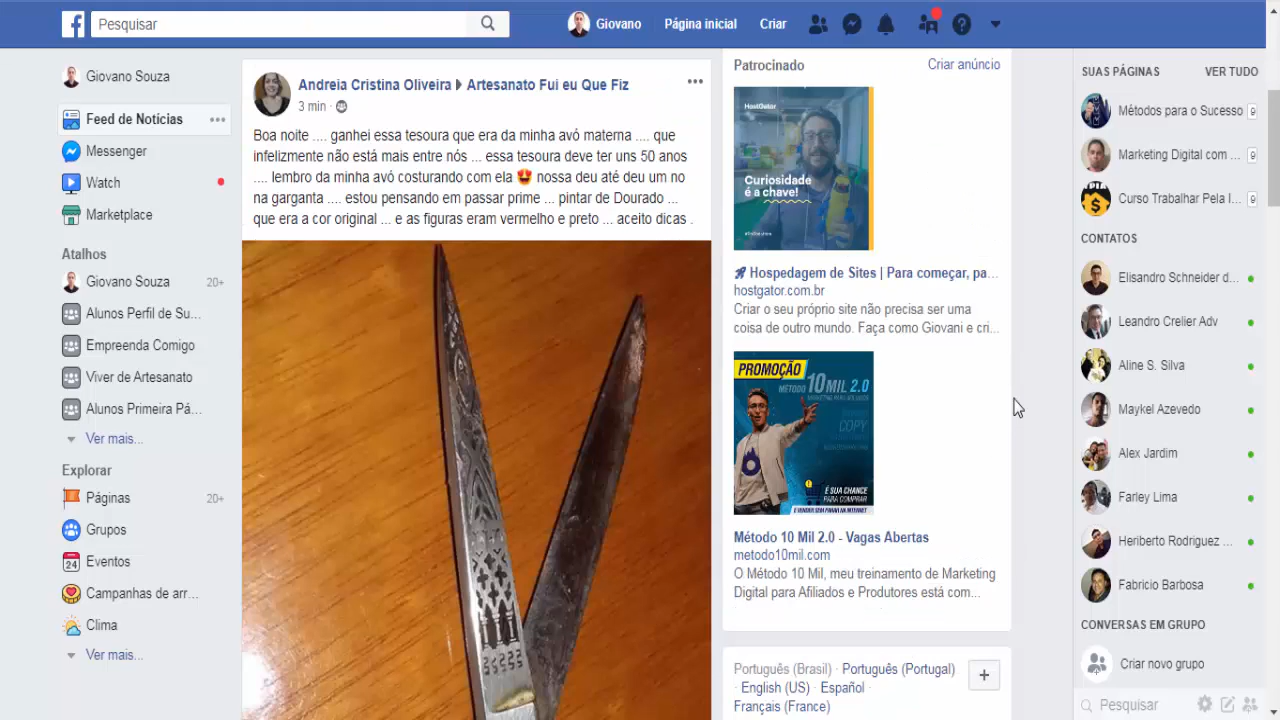 Pesquisar
Giovano
Página inicial
Criar
Giovano Souza
Feed de Notícias
Messenger
Watch
Marketplace
Atalhos
Giovano Souza 20+
Alunos Perfil de Su...
Empreenda Comigo
Viver de Artesanato
Alunos Primeira Pá...
Ver mais...
Explorar
Páginas 20+
Grupos
24 Eventos
Campanhas de arr...
Clima
Ver mais...
Andreia Cristina Oliveira Artesanato Fui eu Que Fiz
3 min ·
Boa noite .... ganhei essa tesoura que era da minha avó materna .... que
infelizmente não está mais entre nós ... essa tesoura deve ter uns 50 anos
.... lembro da minha avó costurando com ela 😍 nossa deu até deu um no
na garganta .... estou pensando em passar prime ... pintar de Dourado ...
que era a cor original ... e as figuras eram vermelho e preto ... aceito dicas .
Patrocinado
Criar anúncio
HostGator
Curiosidade
é a chave!
🚀 Hospedagem de Sites | Para começar, pa...
hostgator.com.br
Criar o seu próprio site não precisa ser uma
coisa de outro mundo. Faça como Giovani e cri...
PROMOÇÃO
MÉTODO 10 MIL 2.0
COPY
É SUA CHANCE
PARA COMPRAR
Método 10 Mil 2.0 - Vagas Abertas
metodo10mil.com
O Método 10 Mil, meu treinamento de Marketing
Digital para Afiliados e Produtores está com...
Português (Brasil) · Português (Portugal)
· English (US) · Español ·
Français (France)
+
SUAS PÁGINAS
VER TUDO
Métodos para o Sucesso 9
Marketing Digital com ... 9
Curso Trabalhar Pela I... 9
CONTATOS
Elisandro Schneider d...
Leandro Crelier Adv
Aline S. Silva
Maykel Azevedo
Alex Jardim
Farley Lima
Heriberto Rodriguez ...
Fabricio Barbosa
CONVERSAS EM GRUPO
Criar novo grupo
Pesquisar